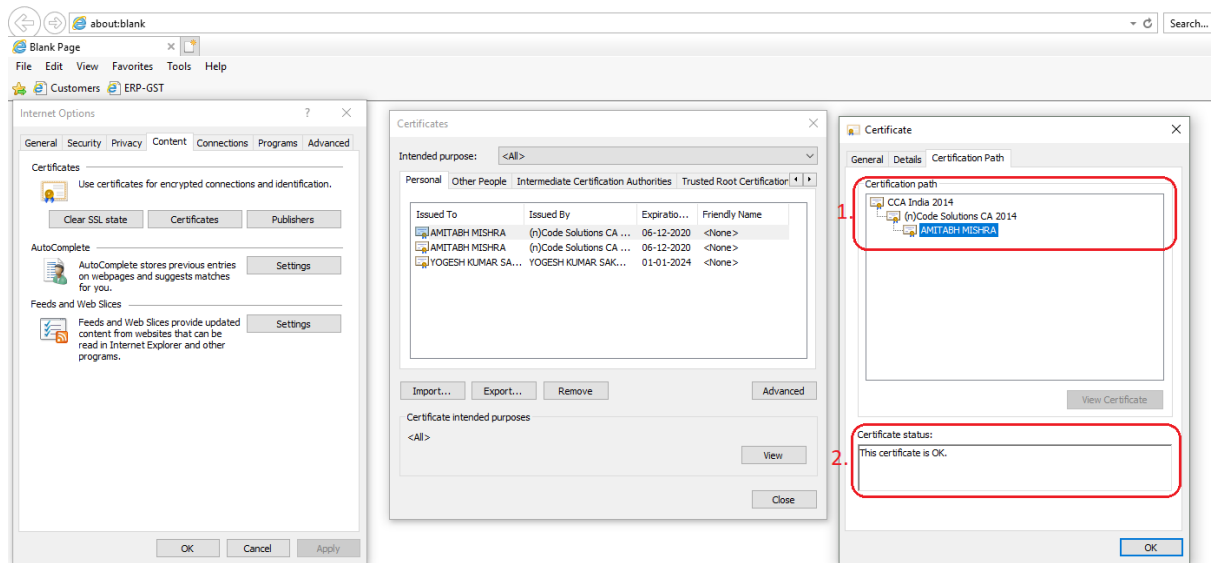 about:blank
Search...
Blank Page
File Edit View Favorites Tools Help
Customers ERP-GST
Internet Options
General Security Privacy Content Connections Programs Advanced
Certificates
Use certificates for encrypted connections and identification.
Clear SSL state Certificates Publishers
AutoComplete
AutoComplete stores previous entries
on webpages and suggests matches
for you.
Settings
Feeds and Web Slices
Feeds and Web Slices provide updated
content from websites that can be
read in Internet Explorer and other
programs.
Settings
OK Cancel Apply
Certificates
Intended purpose: <All>
Personal Other People Intermediate Certification Authorities Trusted Root Certification
Issued To Issued By Expiratio... Friendly Name
AMITABH MISHRA (n)Code Solutions CA ... 06-12-2020 <None>
AMITABH MISHRA (n)Code Solutions CA ... 06-12-2020 <None>
YOGESH KUMAR SA... YOGESH KUMAR SAK... 01-01-2024 <None>
Import... Export... Remove Advanced
Certificate intended purposes
<All>
View
Close
Certificate
General Details Certification Path
Certification path
1.
CCA India 2014
(n)Code Solutions CA 2014
AMITABH MISHRA
View Certificate
Certificate status:
This certificate is OK.
2.
OK